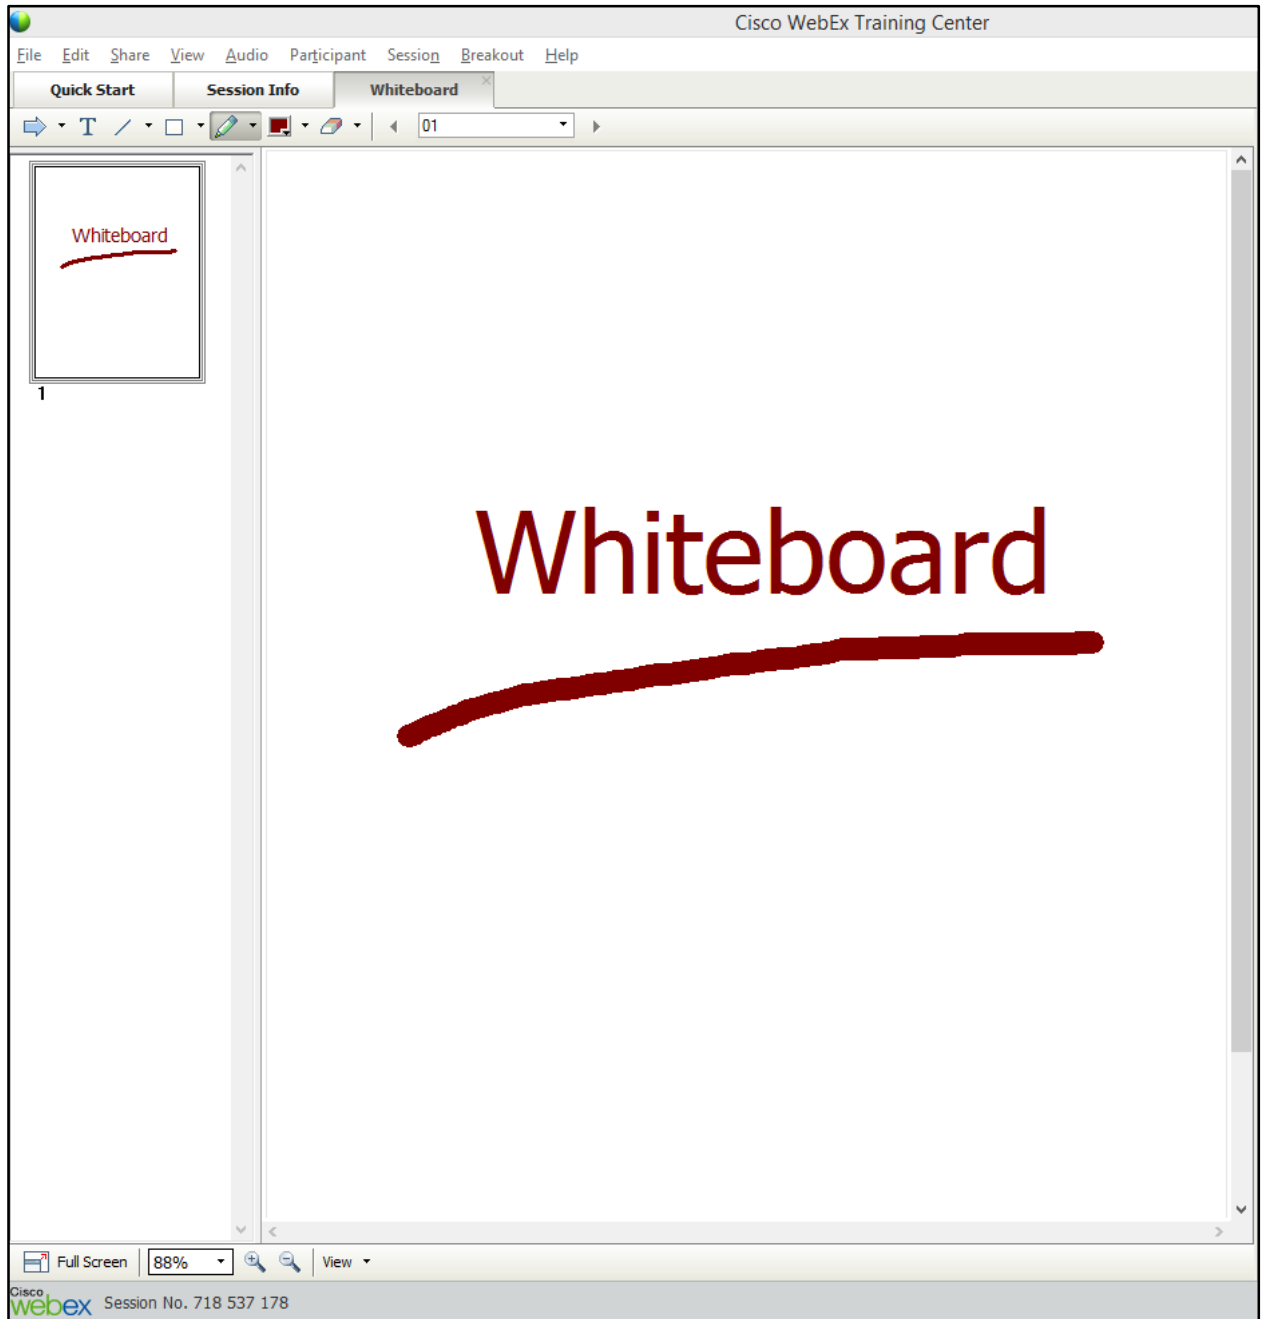 Cisco WebEx Training Center
File Edit Share View Audio Participant Session Breakout Help
Quick Start Session Info Whiteboard
T 01
Whiteboard
1
Whiteboard
Full Screen 88% View
Cisco webex Session No. 718 537 178